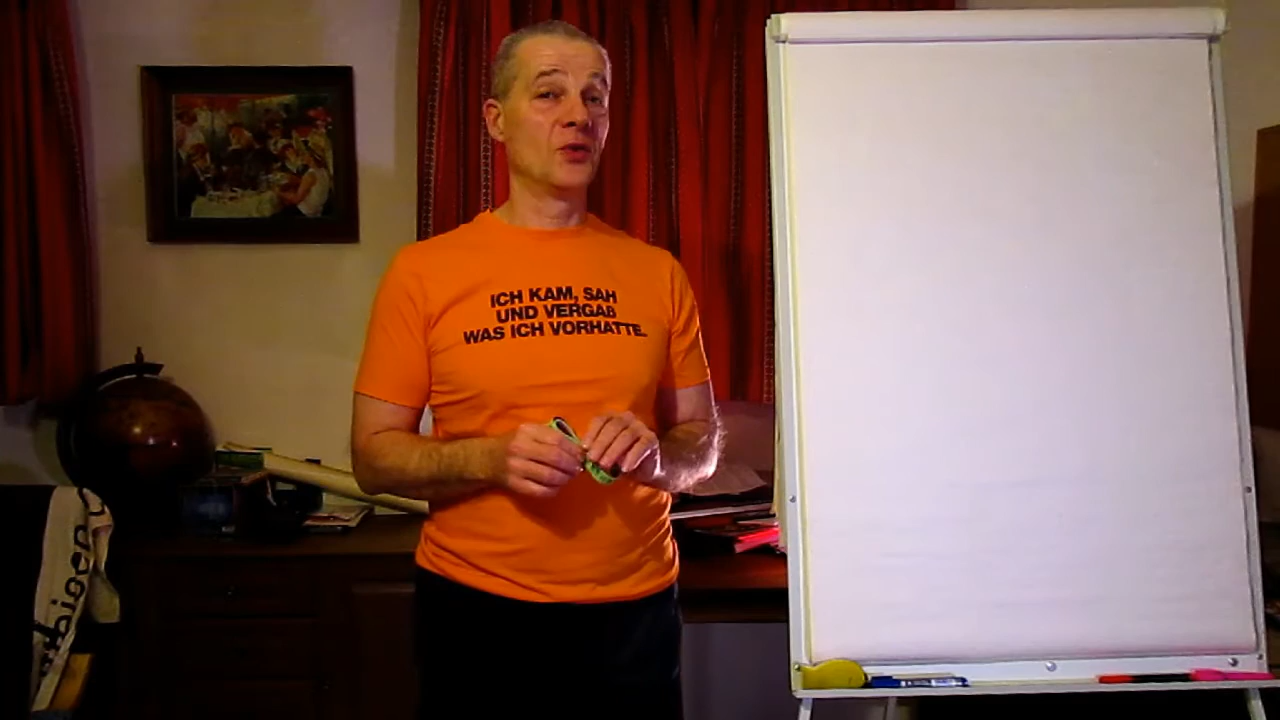 ICH KAM, SAH
UND VERGAB
WAS ICH VORHATTE.